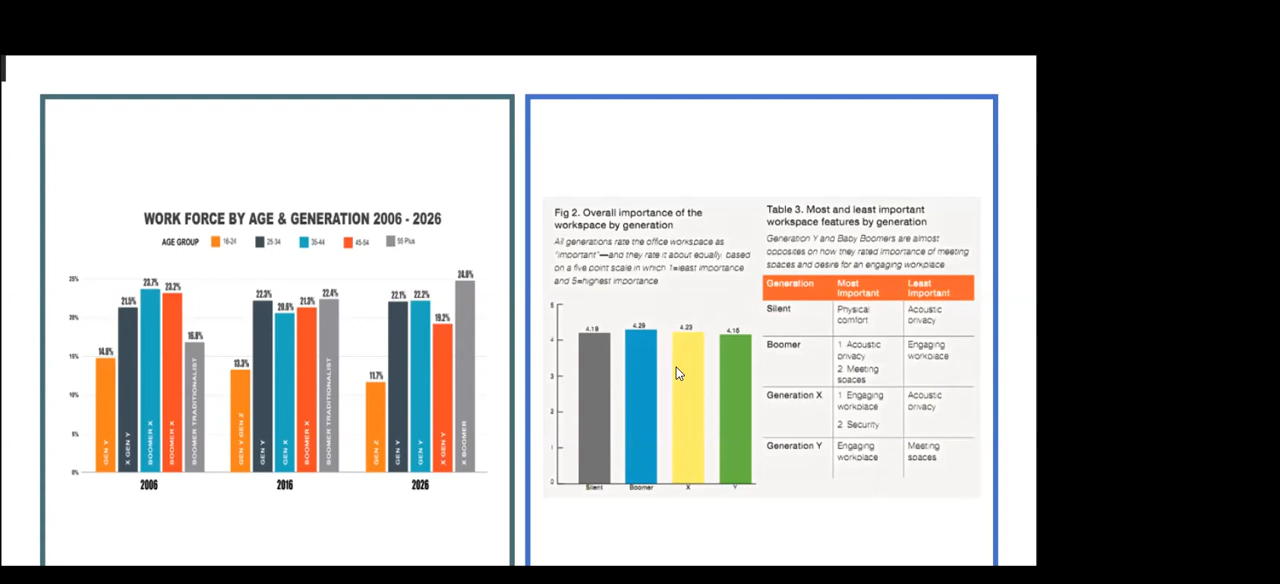 WORK FORCE BY AGE & GENERATION 2006 - 2026
AGE GROUP 16-24 25-34 35-44 45-54 55 Plus
25%
20%
15%
10%
5%
0%
14.8% 21.5% 23.7% 23.2% 16.8%
GEN Y
X GEN Y
BOOMER X
BOOMER X
BOOMER TRADITIONALIST
2006
13.3% 22.3% 20.6% 21.3% 22.4%
GEN Y GEN Z
GEN Y
GEN X
BOOMER X
BOOMER TRADITIONALIST
2016
11.7% 22.1% 22.2% 19.2% 24.8%
GEN Z
GEN Y
GEN Y
X GEN Y
X BOOMER
2026
Fig 2. Overall importance of the
workspace by generation
All generations rate the office workspace as
“important”—and they rate it about equally, based
on a five point scale in which 1=least importance
and 5=highest importance
5
4
3
2
1
0
4.19 4.29 4.23 4.16
Silent Boomer X Y
Table 3. Most and least important
workspace features by generation
Generation Y and Baby Boomers are almost
opposites on how they rated importance of meeting
spaces and desire for an engaging workplace
Generation Most Least
Important Important
Silent Physical Acoustic
comfort privacy
Boomer 1 Acoustic Engaging
privacy workplace
2 Meeting
spaces
Generation X 1 Engaging Acoustic
workplace privacy
2 Security
Generation Y Engaging Meeting
workplace spaces